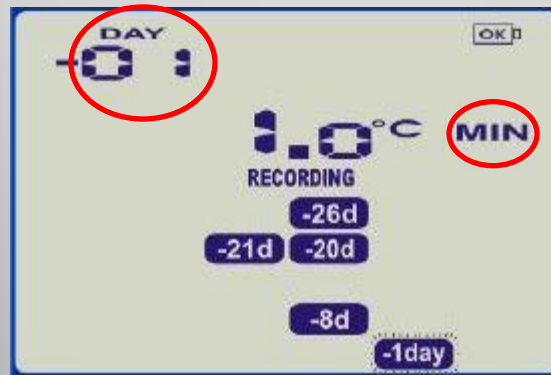 DAY OK
-01
1.0°C MIN
RECORDING
-26d
-21d -20d
-8d
-1day